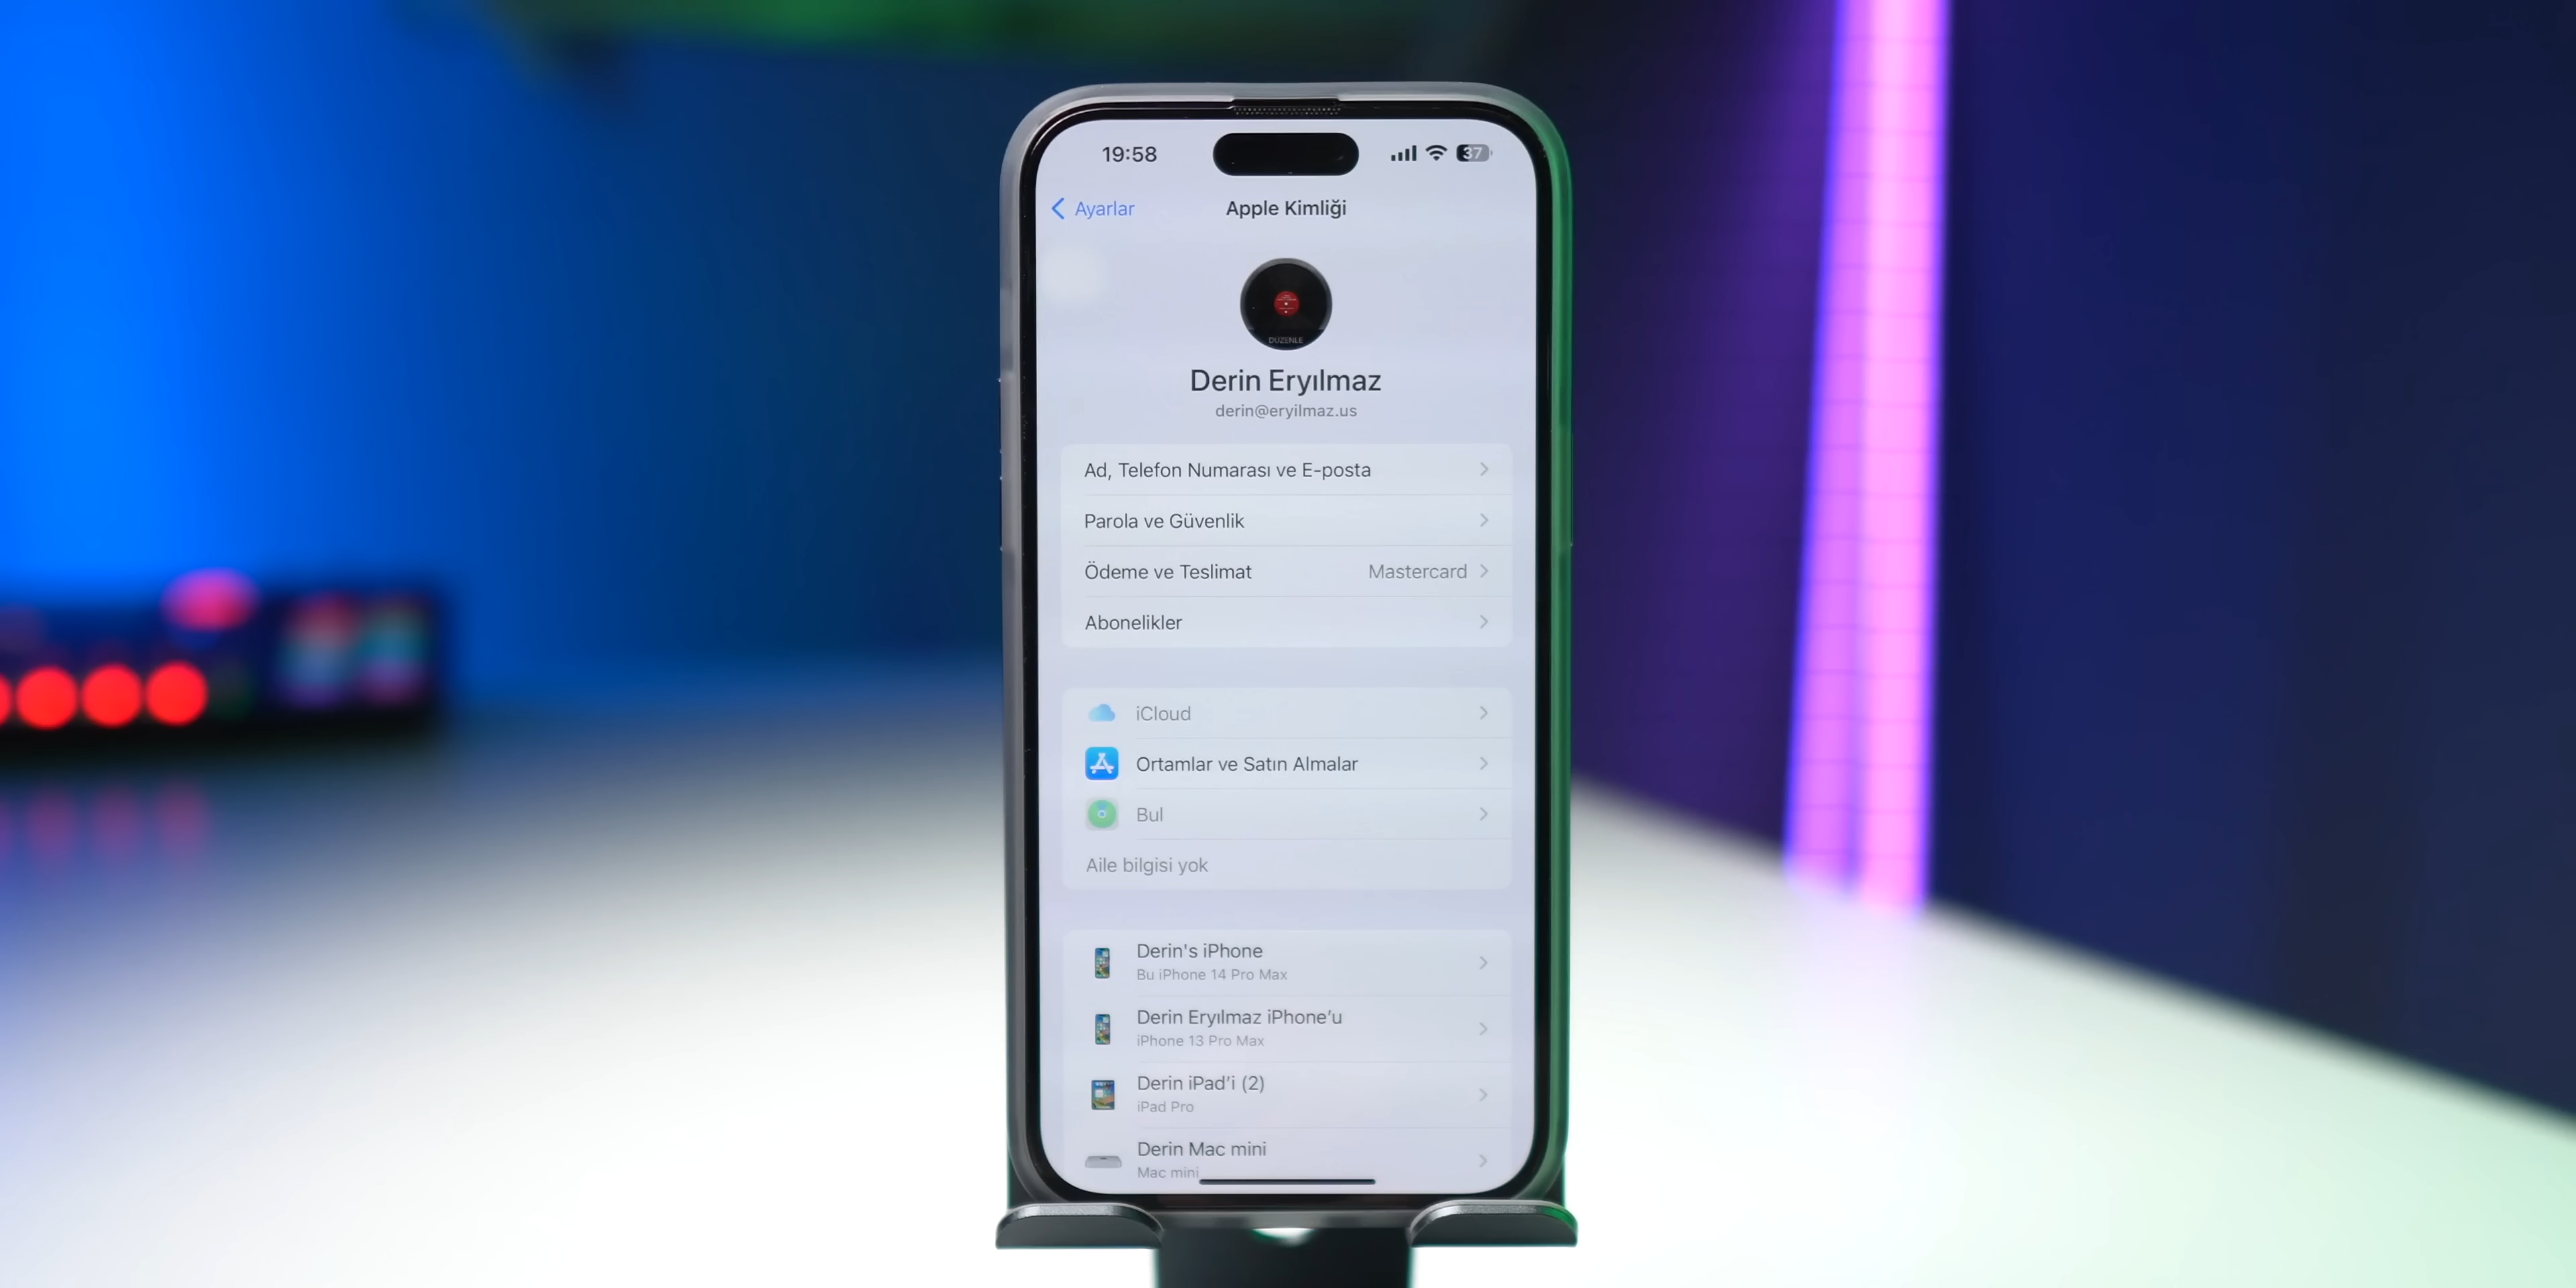 19:58
37
Ayarlar
Apple Kimliği
DÜZENLE
Derin Eryılmaz
derin@eryilmaz.us
Ad, Telefon Numarası ve E-posta
Parola ve Güvenlik
Ödeme ve Teslimat Mastercard
Abonelikler
iCloud
Ortamlar ve Satın Almalar
Bul
Aile bilgisi yok
Derin's iPhone
Bu iPhone 14 Pro Max
Derin Eryılmaz iPhone’u
iPhone 13 Pro Max
Derin iPad’i (2)
iPad Pro
Derin Mac mini
Mac mini